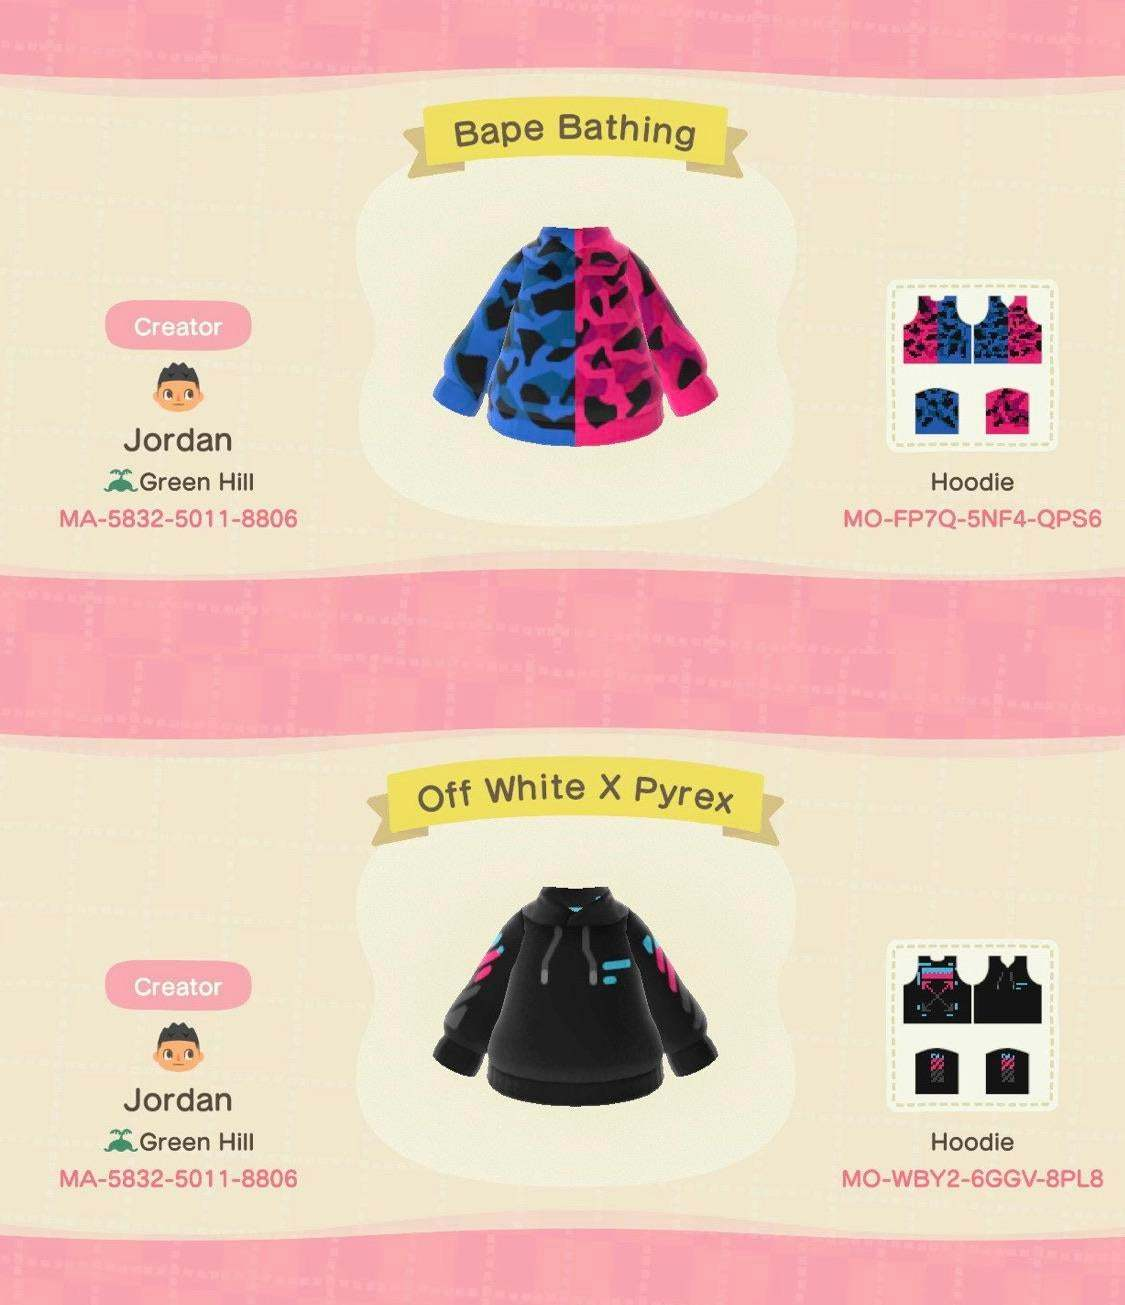 Bape Bathing
Creator
Jordan
Green Hill
MA-5832-5011-8806
Hoodie
MO-FP7Q-5NF4-QPS6
Off White X Pyrex
Creator
Jordan
Green Hill
MA-5832-5011-8806
Hoodie
MO-WBY2-6GGV-8PL8